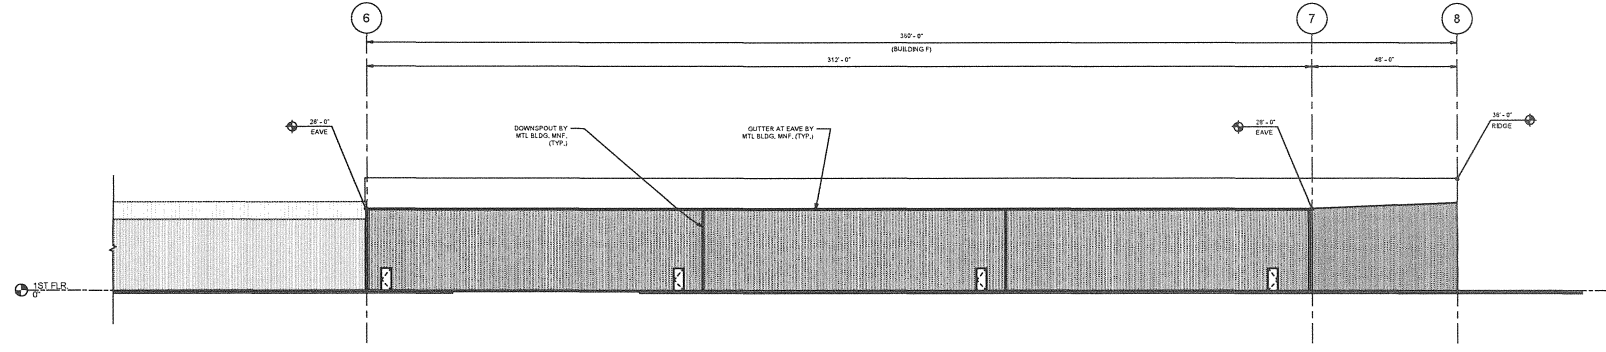 6
7
8
360'-0"
(BUILDING F)
312'-0"
48'-0"
28'-0"
EAVE
DOWNSPOUT BY
MTL BLDG. MNF.
(TYP.)
GUTTER AT EAVE BY
MTL BLDG. MNF. (TYP.)
28'-0"
EAVE
38'-0"
RIDGE
1ST FLR.
0"